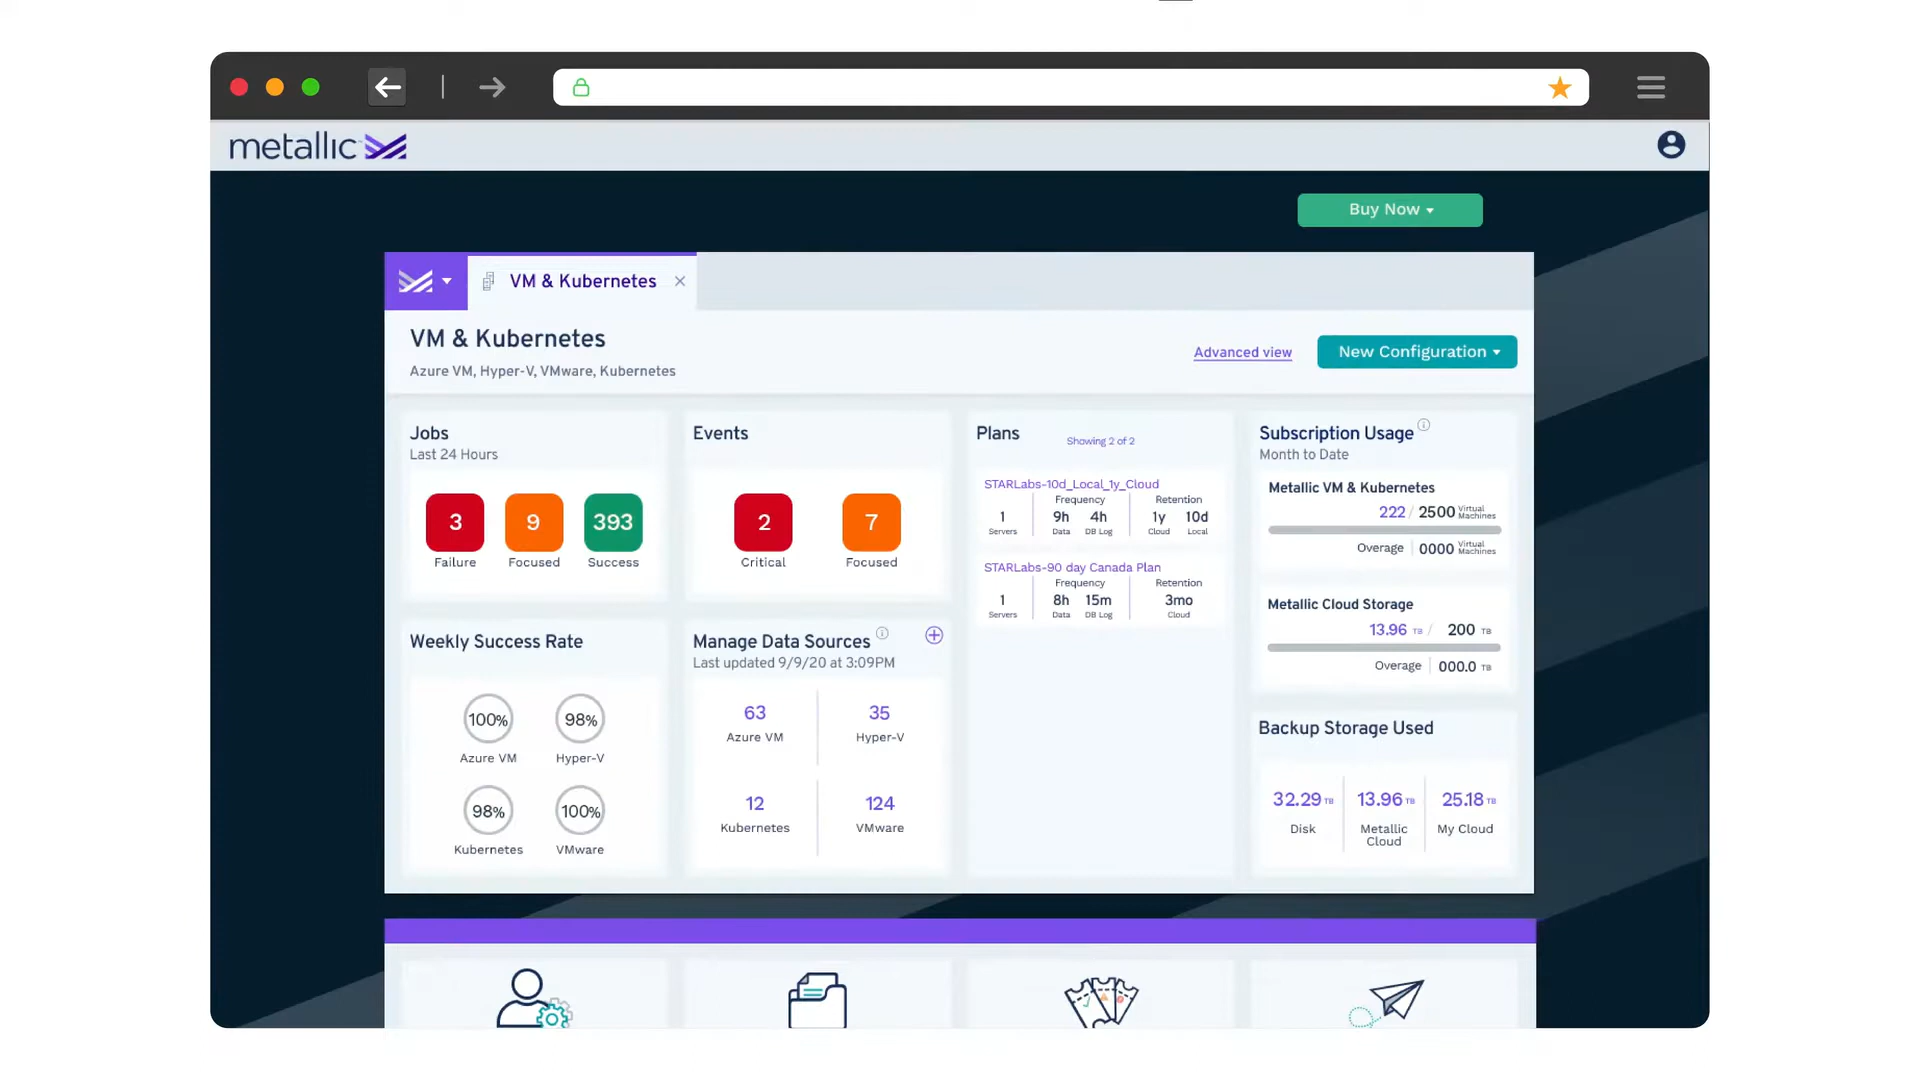 metallic
Buy Now
VM & Kubernetes
VM & Kubernetes
Azure VM, Hyper-V, VMware, Kubernetes
Advanced view
New Configuration
Jobs
Last 24 Hours
3
Failure
9
Focused
393
Success
Events
2
Critical
7
Focused
Plans
Showing 2 of 2
STARLabs-10d_Local_1y_Cloud
Frequency
Retention
1
Servers
9h
Data
4h
DB Log
1y
Cloud
10d
Local
STARLabs-90 day Canada Plan
Frequency
Retention
1
Servers
8h
Data
15m
DB Log
3mo
Cloud
Subscription Usage
Month to Date
Metallic VM & Kubernetes
222 / 2500 Virtual Machines
Overage 0000 Virtual Machines
Metallic Cloud Storage
13.96 TB / 200 TB
Overage 000.0 TB
Weekly Success Rate
100%
Azure VM
98%
Hyper-V
98%
Kubernetes
100%
VMware
Manage Data Sources
Last updated 9/9/20 at 3:09PM
63
Azure VM
35
Hyper-V
12
Kubernetes
124
VMware
Backup Storage Used
32.29 TB
Disk
13.96 TB
Metallic
Cloud
25.18 TB
My Cloud